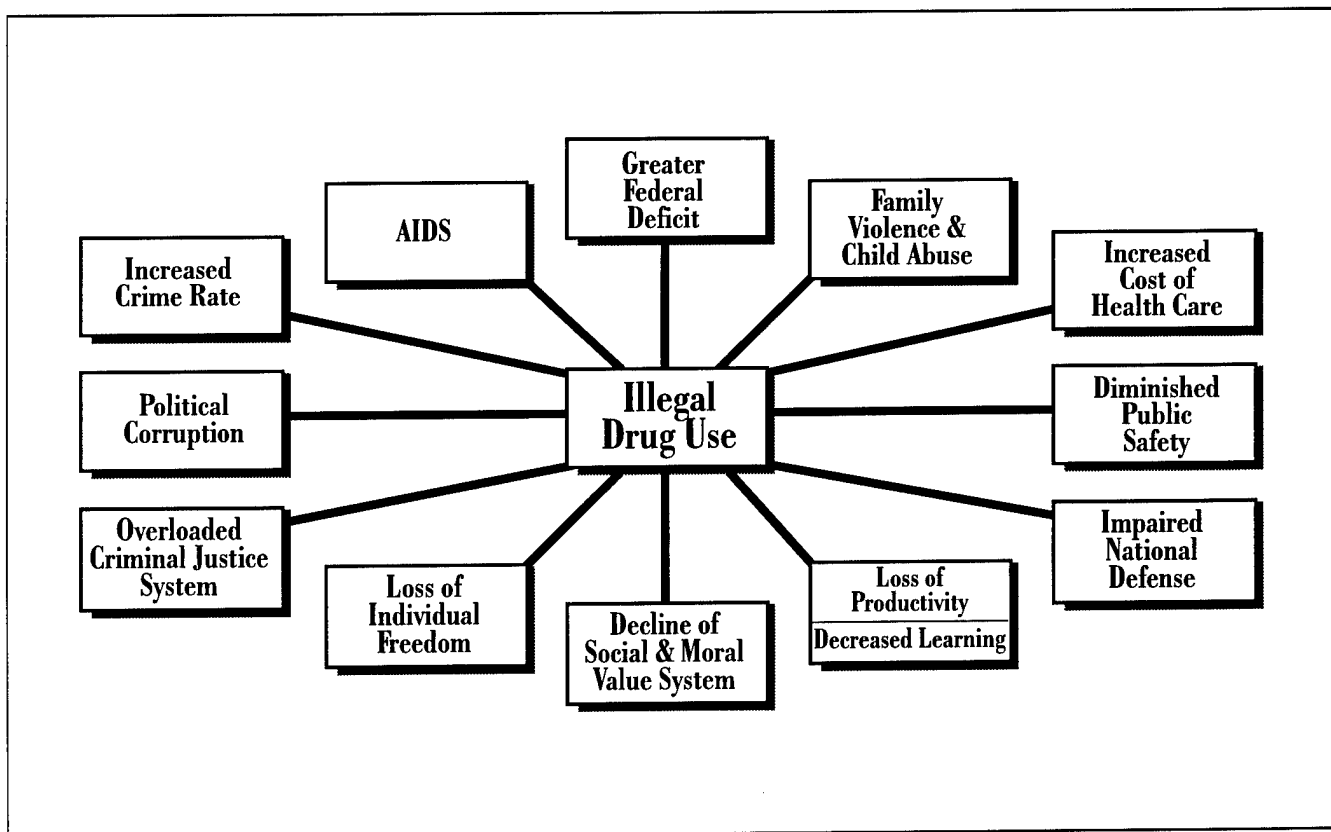 Greater
Federal
Deficit
AIDS
Family
Violence &
Child Abuse
Increased
Crime Rate
Increased
Cost of
Health Care
Political
Corruption
Illegal
Drug Use
Diminished
Public
Safety
Overloaded
Criminal Justice
System
Loss of
Individual
Freedom
Decline of
Social & Moral
Value System
Loss of
Productivity
Decreased Learning
Impaired
National
Defense